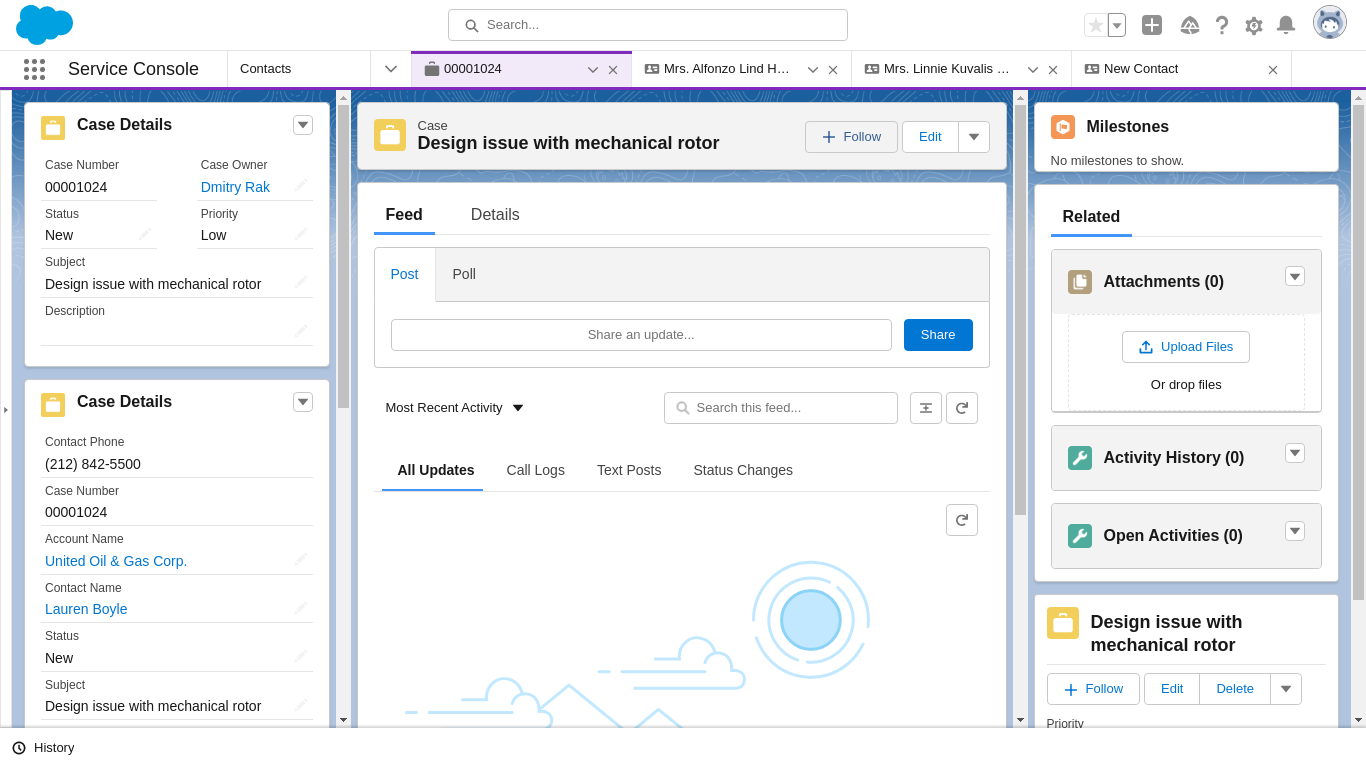 Search...
Service Console
Contacts
00001024
Mrs. Alfonzo Lind H...
Mrs. Linnie Kuvalis ...
New Contact
Case Details
Case Number
Case Owner
00001024
Dmitry Rak
Status
Priority
New
Low
Subject
Design issue with mechanical rotor
Description
Case Details
Contact Phone
(212) 842-5500
Case Number
00001024
Account Name
United Oil & Gas Corp.
Contact Name
Lauren Boyle
Status
New
Subject
Design issue with mechanical rotor
Case
Design issue with mechanical rotor
Follow
Edit
Feed
Details
Post
Poll
Share an update...
Share
Most Recent Activity
Search this feed...
All Updates
Call Logs
Text Posts
Status Changes
Milestones
No milestones to show.
Related
Attachments (0)
Upload Files
Or drop files
Activity History (0)
Open Activities (0)
Design issue with
mechanical rotor
Follow
Edit
Delete
Priority
History